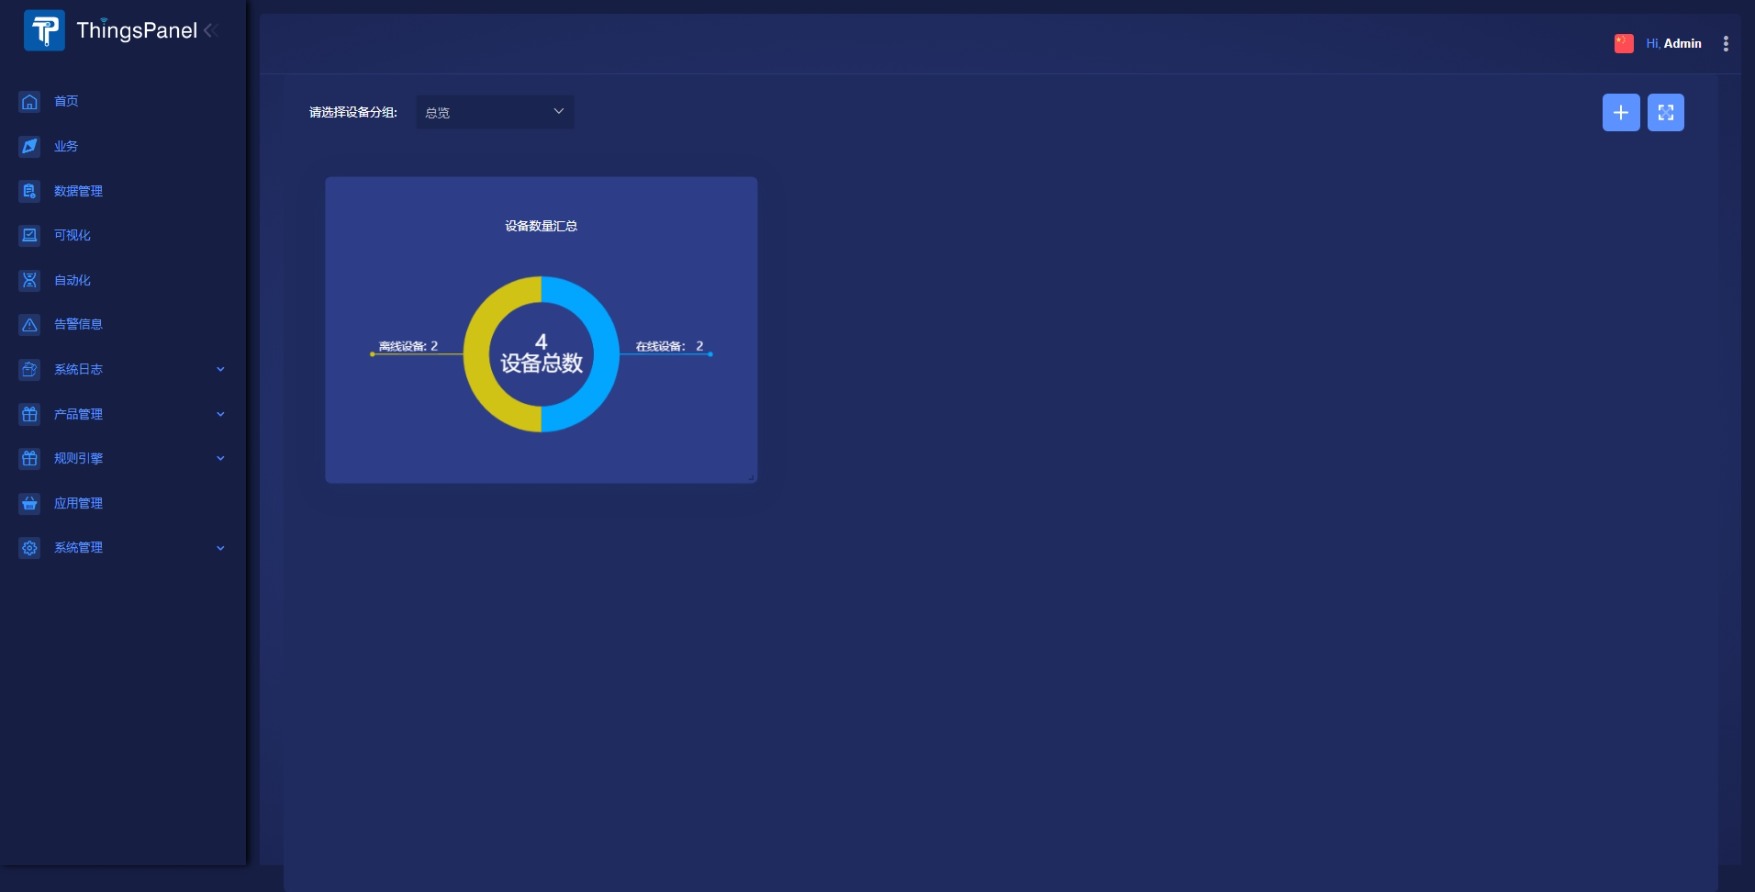 ThingsPanel
Hi, Admin
首页
业务
数据管理
可视化
自动化
告警信息
系统日志
产品管理
规则引擎
应用管理
系统管理
请选择设备分组: 总览
设备数量汇总
离线设备: 2
4
设备总数
在线设备: 2